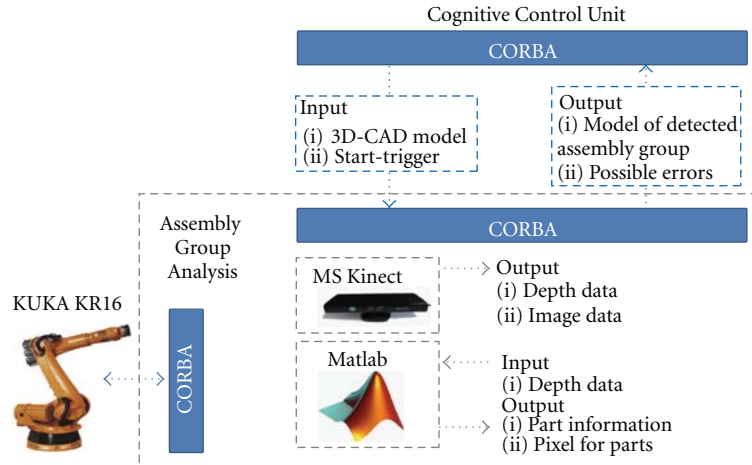 Cognitive Control Unit
CORBA
Input
(i) 3D-CAD model
(ii) Start-trigger
Output
(i) Model of detected
assembly group
(ii) Possible errors
Assembly
Group
Analysis
CORBA
MS Kinect
Output
(i) Depth data
(ii) Image data
KUKA KR16
CORBA
Matlab
Input
(i) Depth data
Output
(i) Part information
(ii) Pixel for parts